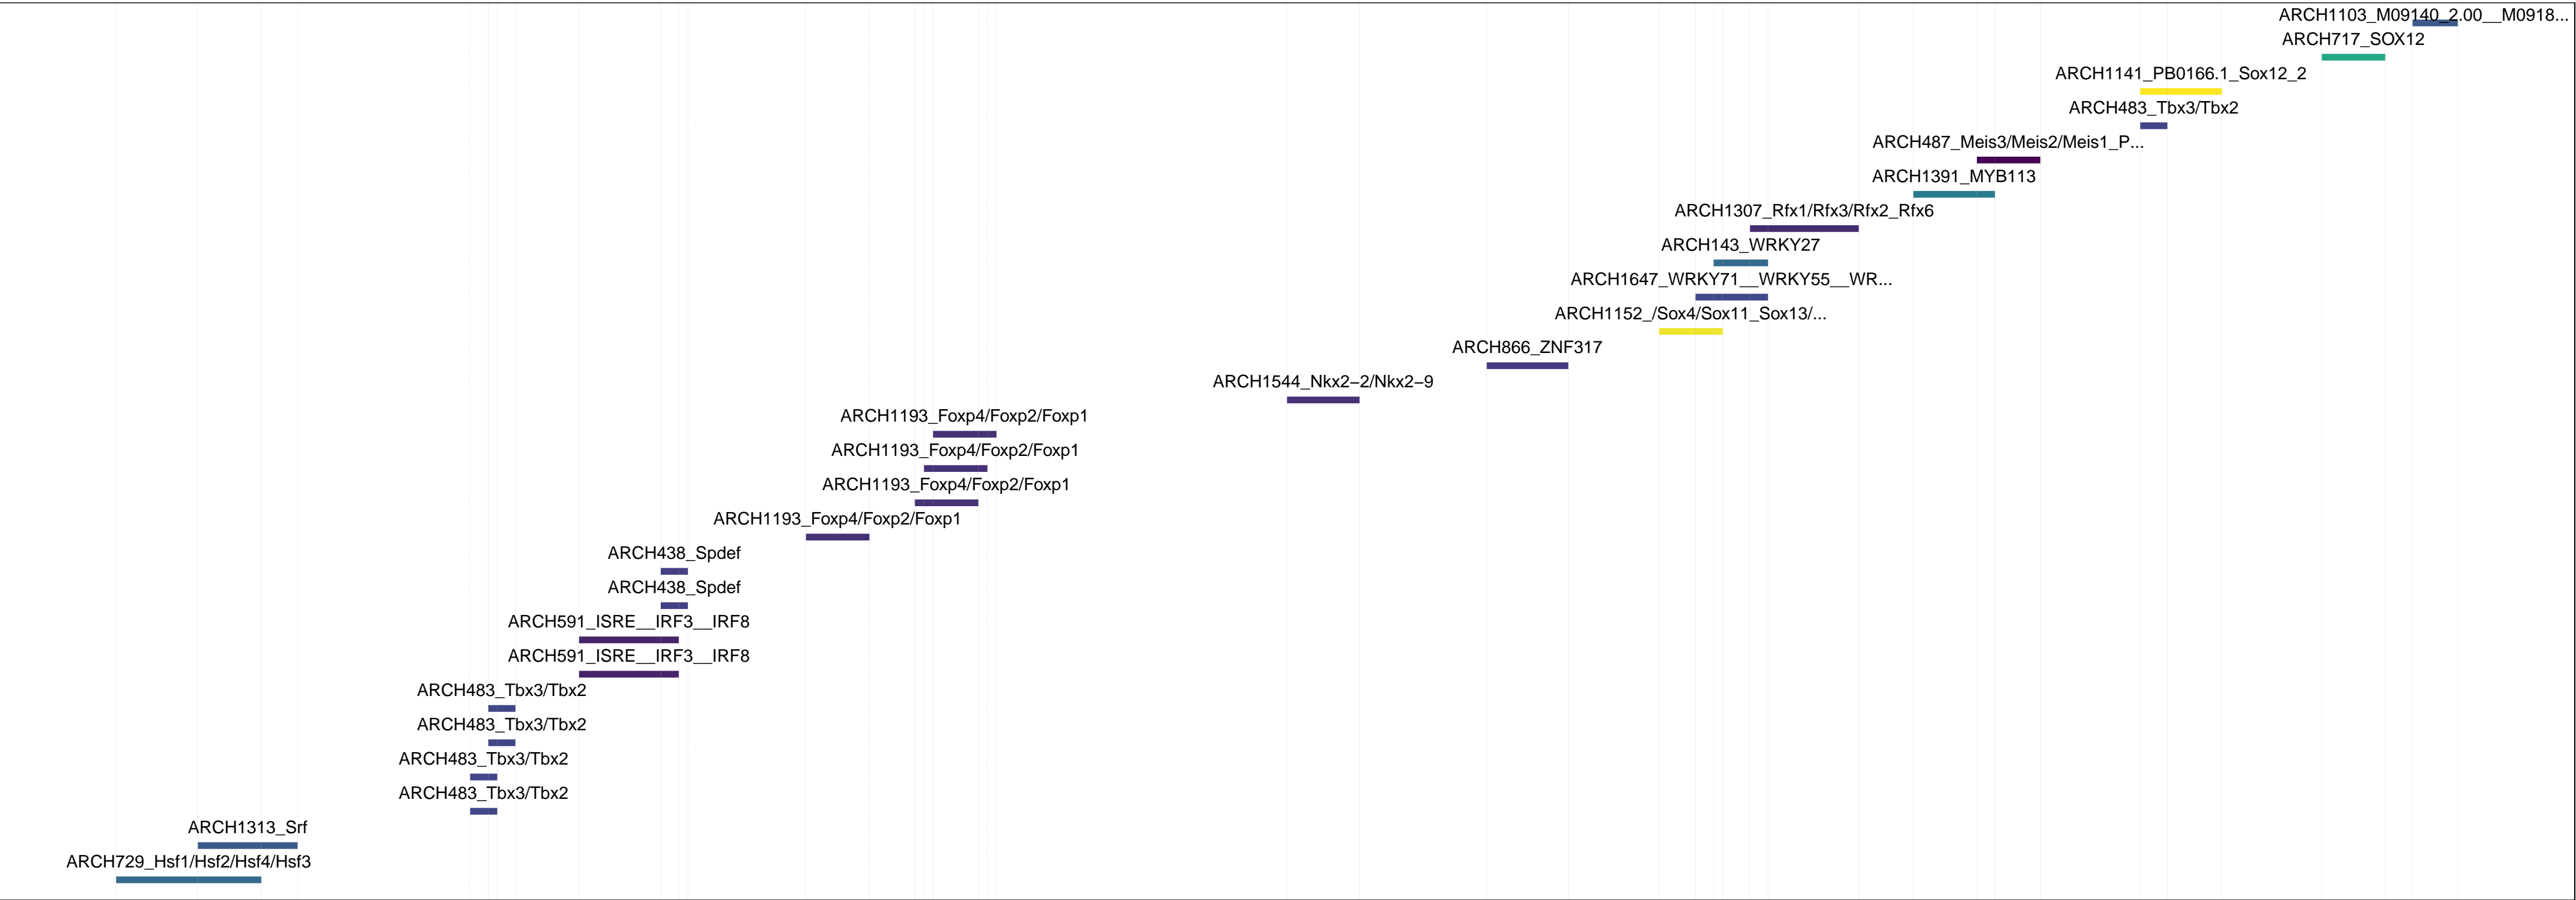 ARCH1103_M09140_2.00__M0918...
ARCH717_SOX12
ARCH1141_PB0166.1_Sox12_2
ARCH483_Tbx3/Tbx2
ARCH487_Meis3/Meis2/Meis1_P...
ARCH1391_MYB113
ARCH1307_Rfx1/Rfx3/Rfx2_Rfx6
ARCH143_WRKY27
ARCH1647_WRKY71__WRKY55__WR...
ARCH1152_/Sox4/Sox11_Sox13/...
ARCH866_ZNF317
ARCH1544_Nkx2−2/Nkx2−9
ARCH1193_Foxp4/Foxp2/Foxp1
ARCH1193_Foxp4/Foxp2/Foxp1
ARCH1193_Foxp4/Foxp2/Foxp1
ARCH1193_Foxp4/Foxp2/Foxp1
ARCH438_Spdef
ARCH438_Spdef
ARCH591_ISRE__IRF3__IRF8
ARCH591_ISRE__IRF3__IRF8
ARCH483_Tbx3/Tbx2
ARCH483_Tbx3/Tbx2
ARCH483_Tbx3/Tbx2
ARCH483_Tbx3/Tbx2
ARCH1313_Srf
ARCH729_Hsf1/Hsf2/Hsf4/Hsf3